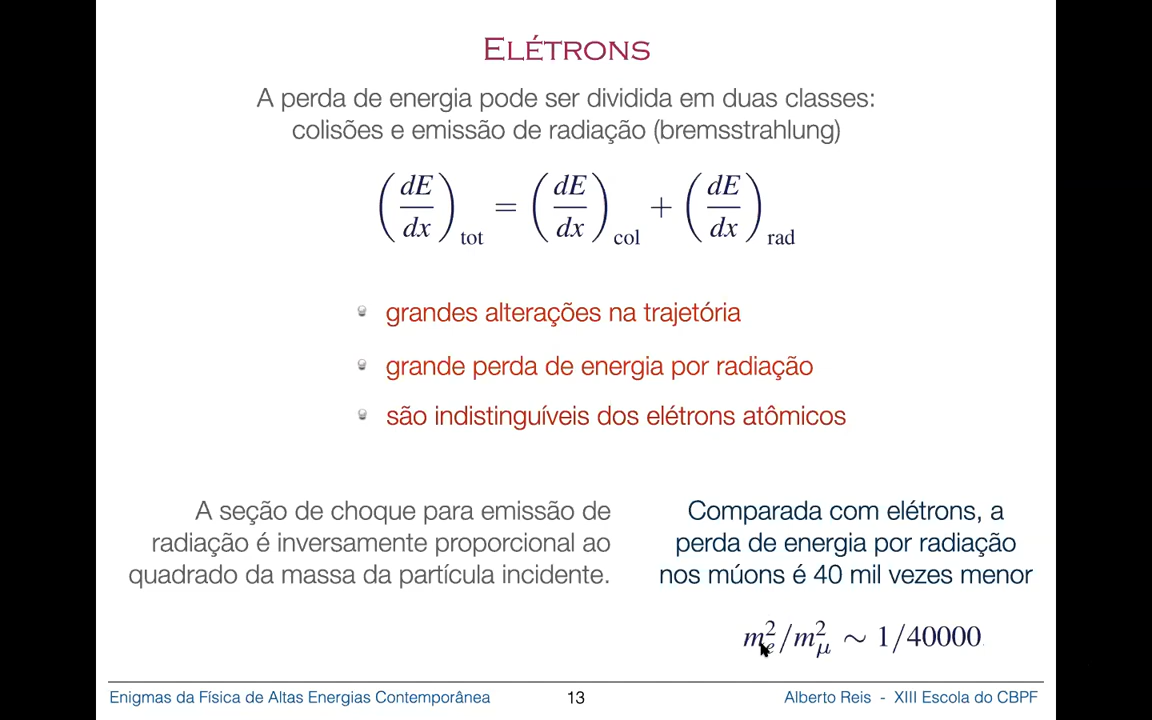 ELÉTRONS
A perda de energia pode ser dividida em duas classes:
colisões e emissão de radiação (bremsstrahlung)
(dE/dx)tot = (dE/dx)col + (dE/dx)rad
grandes alterações na trajetória
grande perda de energia por radiação
são indistinguíveis dos elétrons atômicos
A seção de choque para emissão de
radiação é inversamente proporcional ao
quadrado da massa da partícula incidente.
Comparada com elétrons, a
perda de energia por radiação
nos múons é 40 mil vezes menor
m²e/m²μ ~ 1/40000
Enigmas da Física de Altas Energias Contemporânea
13
Alberto Reis - XIII Escola do CBPF